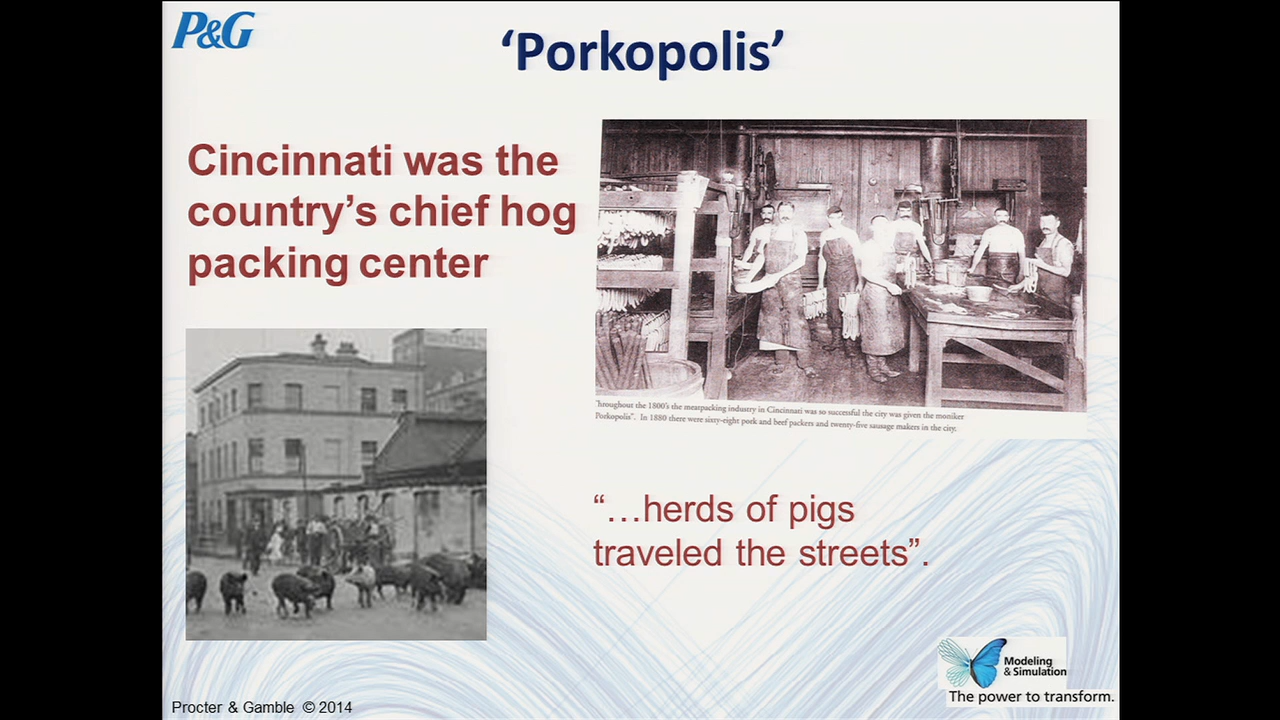 P&G
‘Porkopolis’
Cincinnati was the
country’s chief hog
packing center
Throughout the 1800's the meatpacking industry in Cincinnati was so successful the city was given the moniker
Porkopolis". In 1880 there were sixty-eight pork and beef packers and twenty-five sausage makers in the city.
“…herds of pigs
traveled the streets”.
Modeling
& Simulation
The power to transform.
Procter & Gamble © 2014